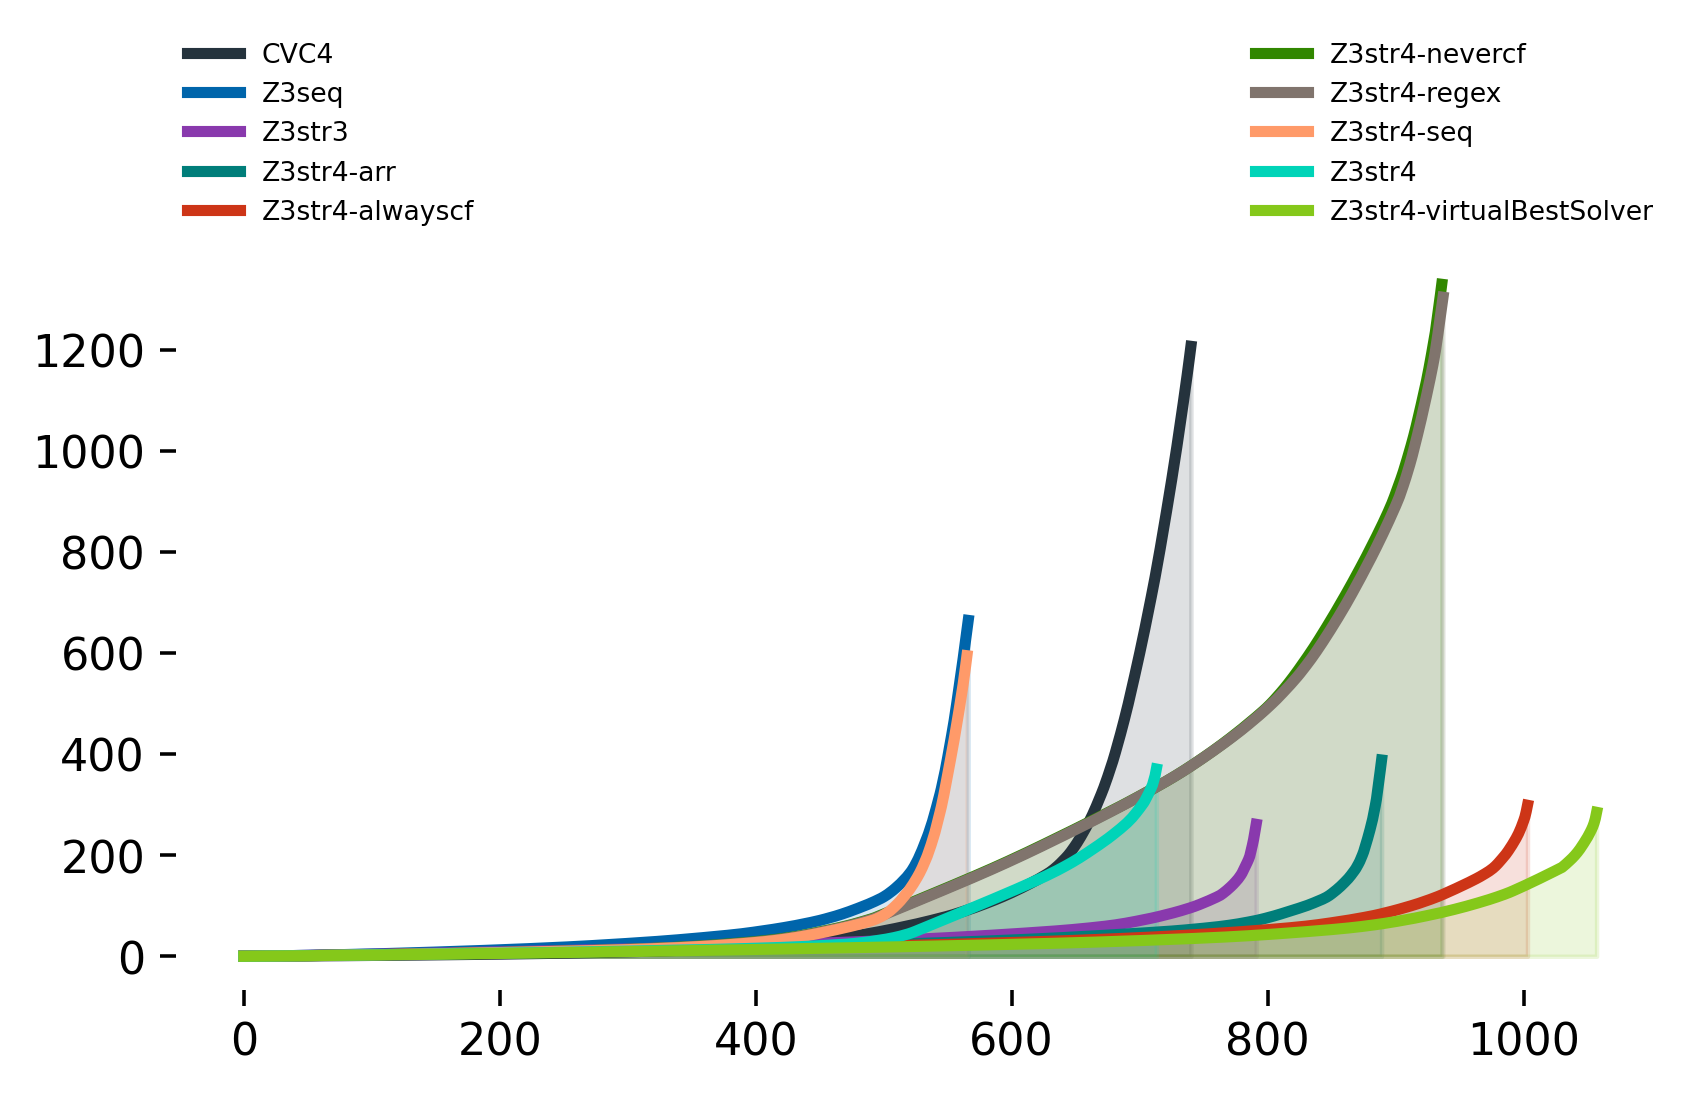 CVC4
Z3seq
Z3str3
Z3str4-arr
Z3str4-alwayscf
Z3str4-nevercf
Z3str4-regex
Z3str4-seq
Z3str4
Z3str4-virtualBestSolver
1200
1000
800
600
400
200
0
0 200 400 600 800 1000